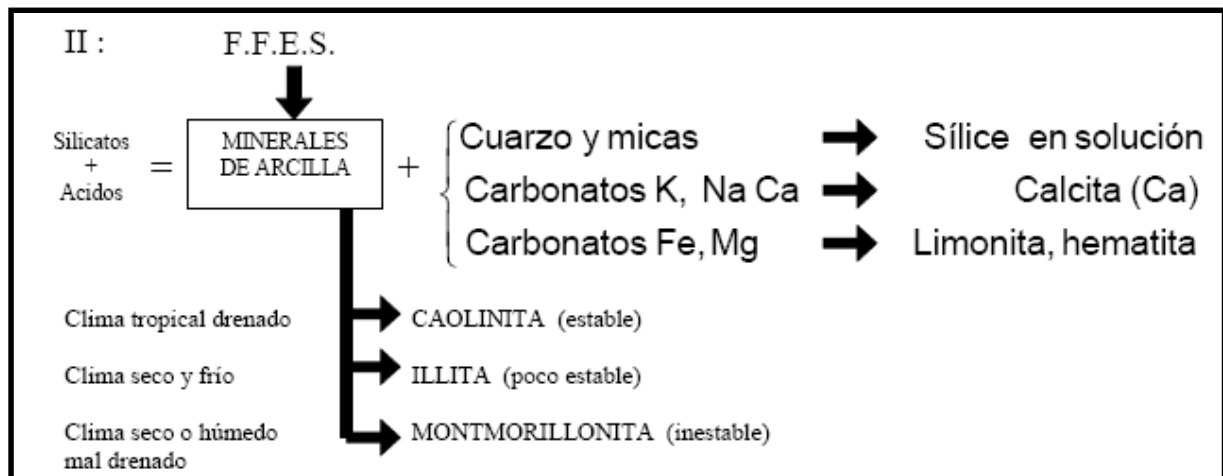 II :   F.F.E.S.
Silicatos
+
Acidos
=
MINERALES
DE ARCILLA
+
Cuarzo y micas
Sílice en solución
Carbonatos K, Na Ca
Calcita (Ca)
Carbonatos Fe, Mg
Limonita, hematita
Clima tropical drenado
CAOLINITA (estable)
Clima seco y frío
ILLITA (poco estable)
Clima seco o húmedo
mal drenado
MONTMORILLONITA (inestable)